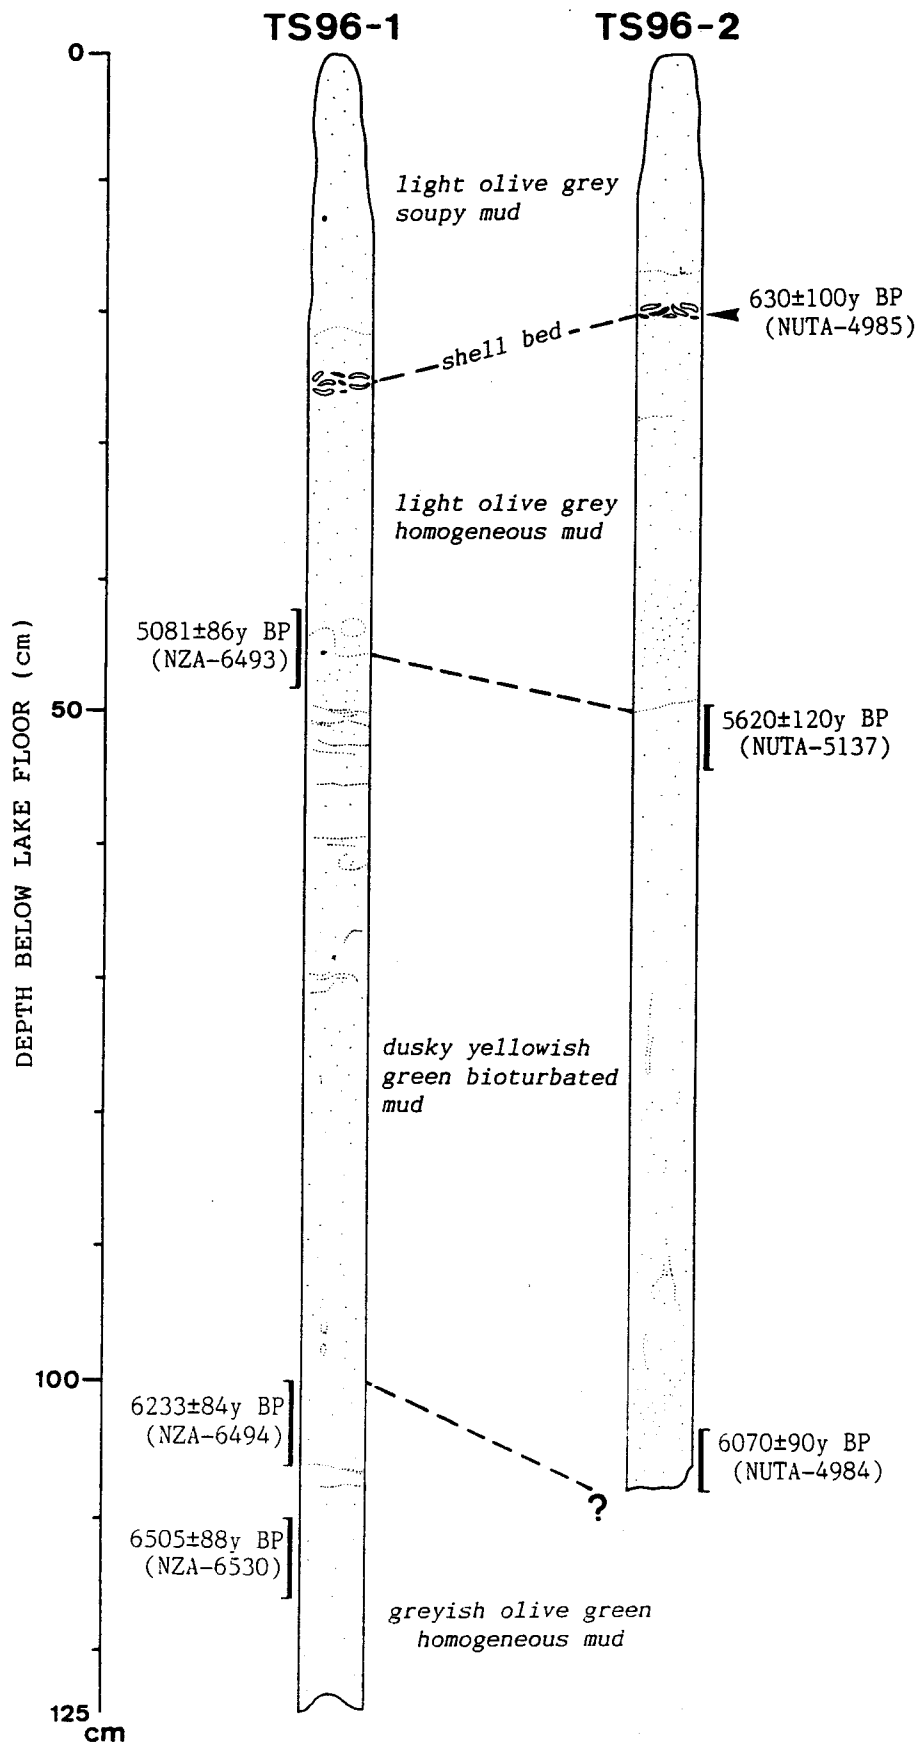 TS96-1
TS96-2
0
light olive grey
soupy mud
630±100y BP
(NUTA-4985)
shell bed
light olive grey
homogeneous mud
DEPTH BELOW LAKE FLOOR (cm)
5081±86y BP
(NZA-6493)
50
5620±120y BP
(NUTA-5137)
dusky yellowish
green bioturbated
mud
100
6233±84y BP
(NZA-6494)
6070±90y BP
(NUTA-4984)
?
6505±88y BP
(NZA-6530)
greyish olive green
homogeneous mud
125
cm